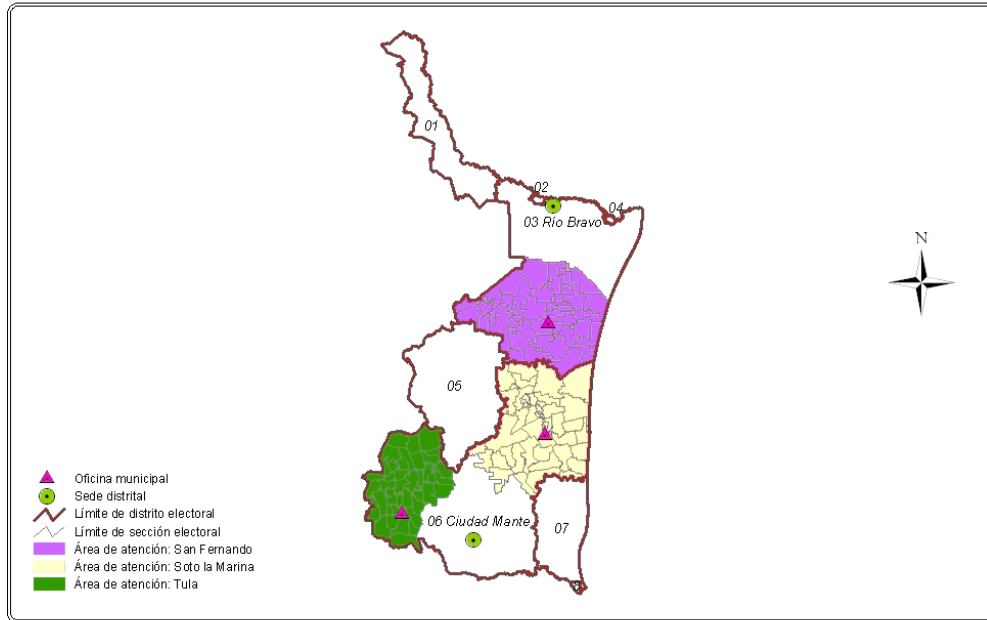 01
02
04
03 Río Bravo
N
05
06 Ciudad Mante
07
8
Oficina municipal
Sede distrital
Límite de distrito electoral
Límite de sección electoral
Área de atención: San Fernando
Área de atención: Soto la Marina
Área de atención: Tula